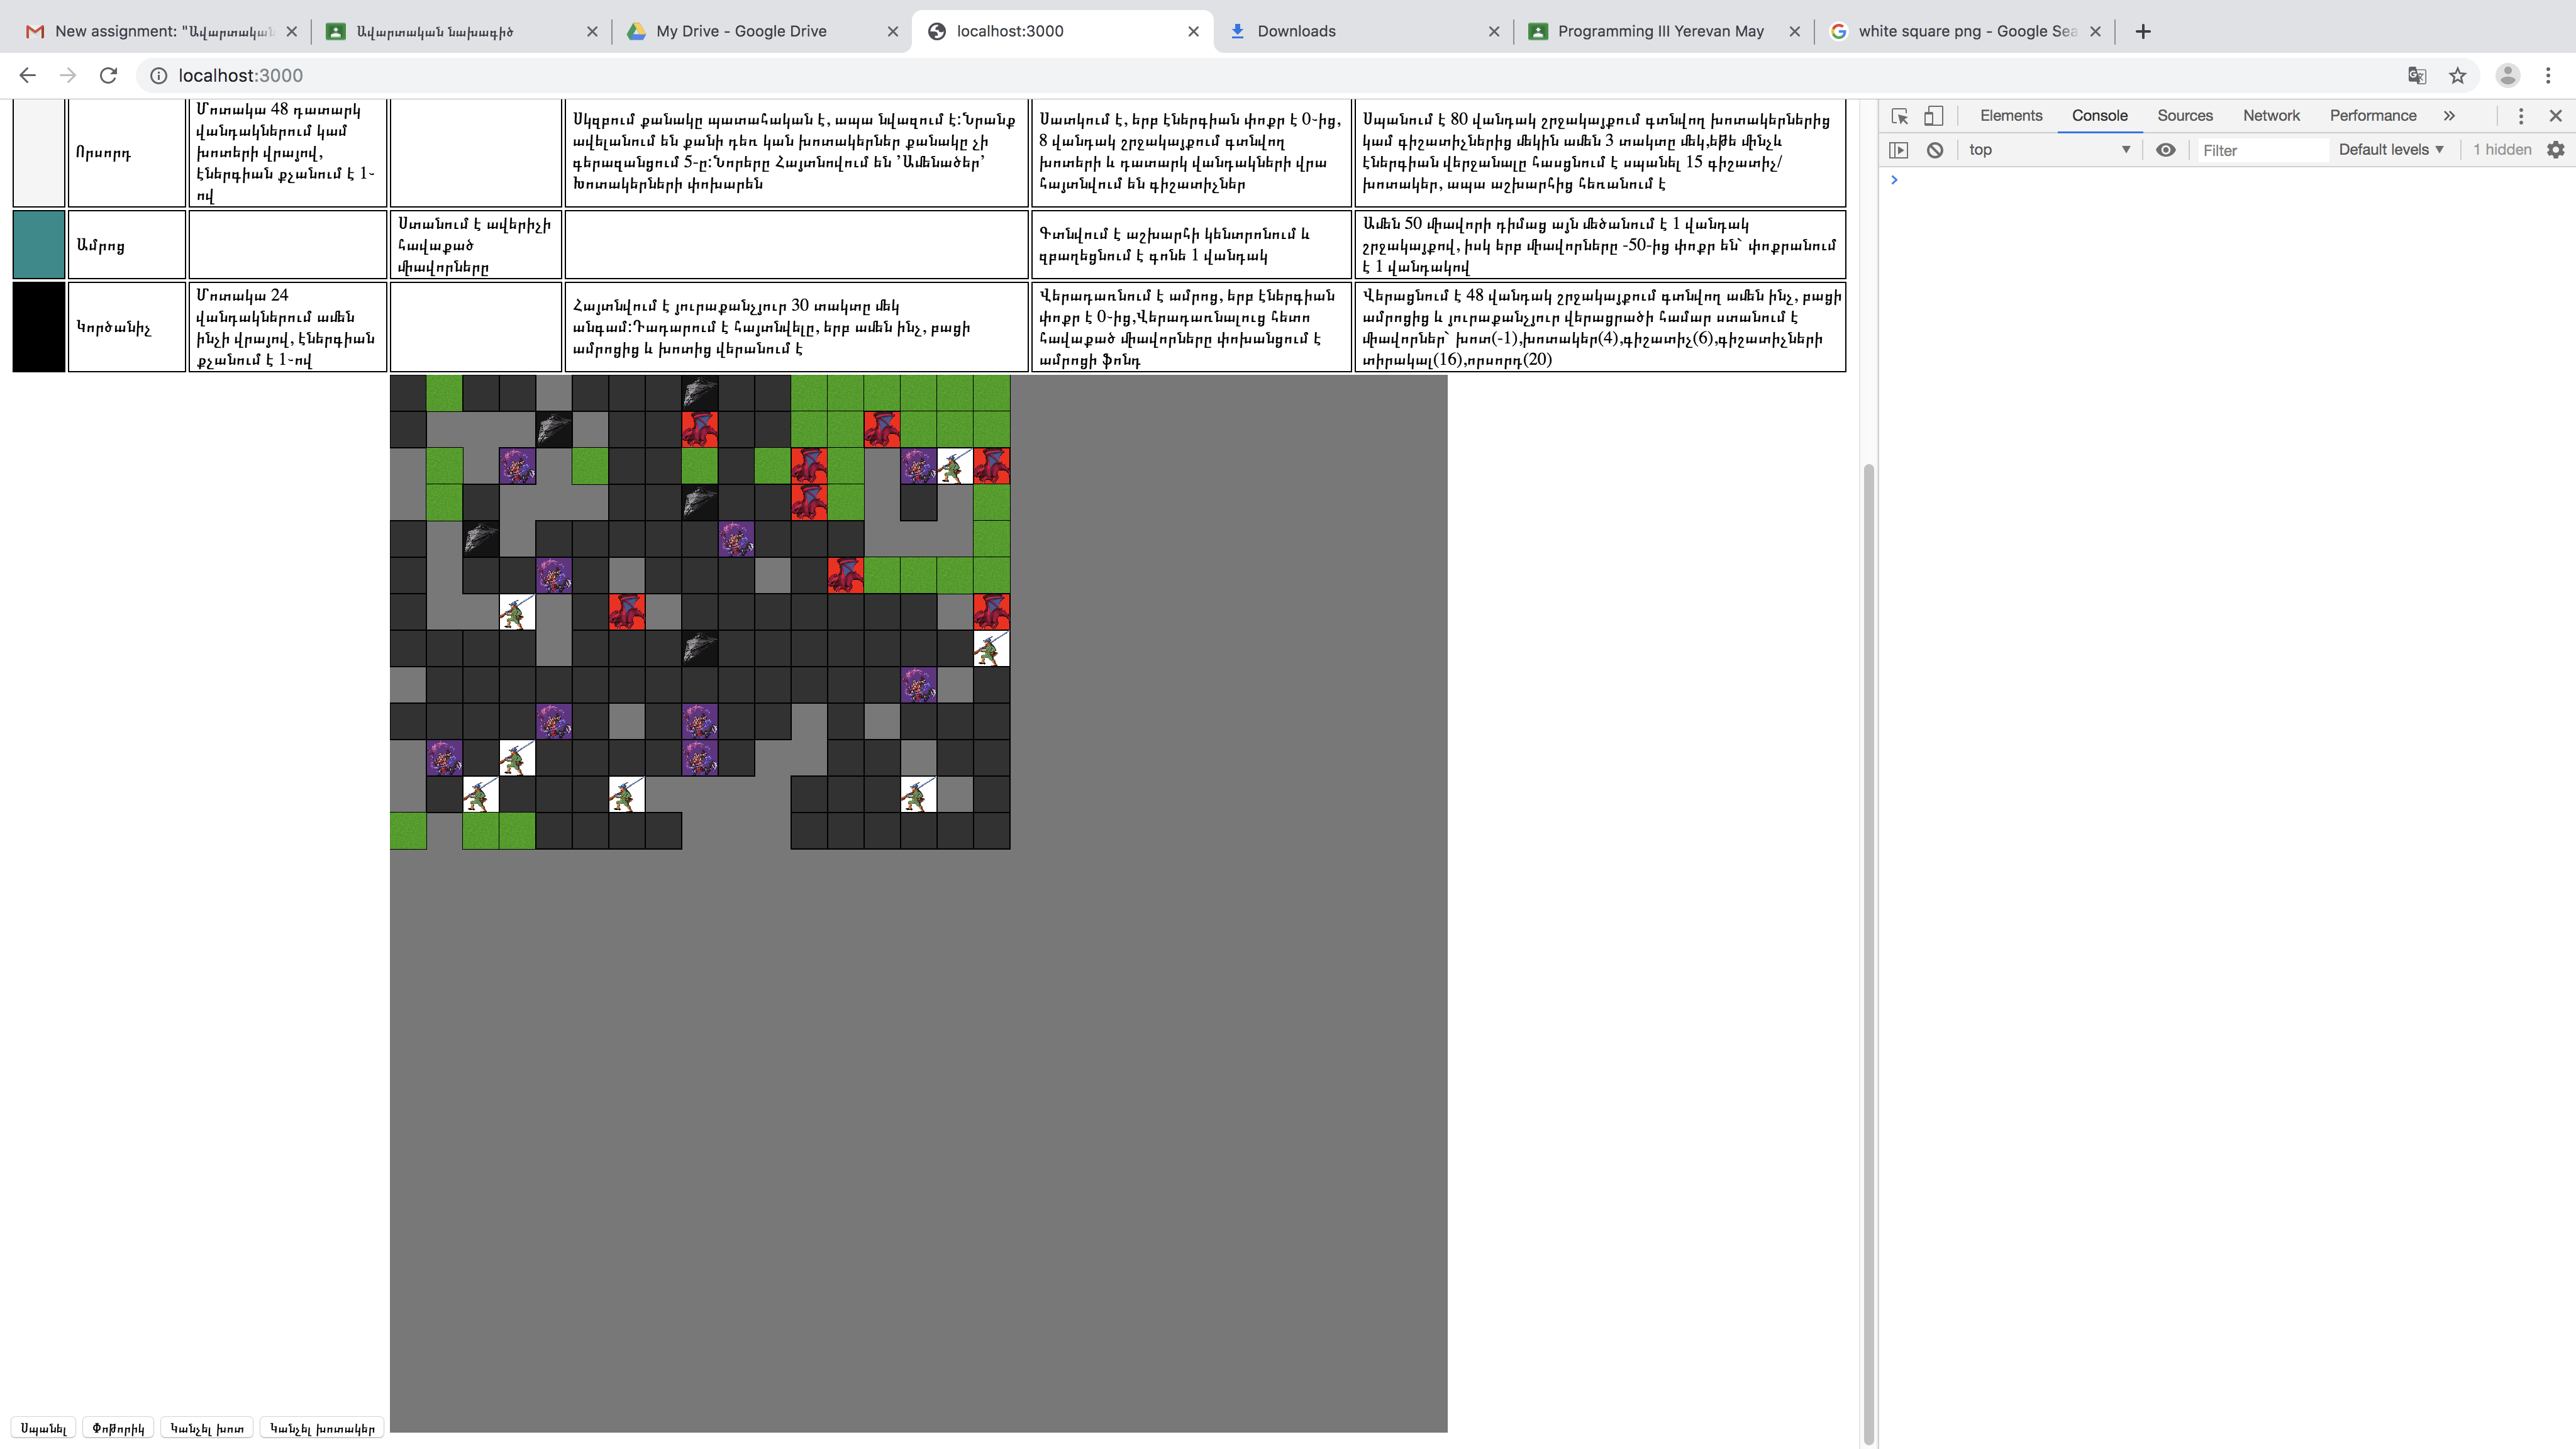 New assignment: "Ավարտական
Ավարտական նախագիծ
My Drive - Google Drive
localhost:3000
Downloads
Programming III Yerevan May
white square png - Google Sea
localhost:3000
Elements Console Sources Network Performance
top Filter Default levels 1 hidden
Որսորդ
Մոտակա 48 դատարկ
վանդակներում կամ
խոտերի վրայով,
էներգիան քչանում է 1-
ով
Սկզբում քանակը պատահական է, ապա նվազում է:Նրանք
ավելանում են քանի դեռ կան խոտակերներ քանակը չի
գերազանցում 5-ը:Նորերը Հայտնովում են 'Ամենածեր'
Խոտակերների փոխարեն
Սատկում է, երբ էներգիան փոքր է 0-ից,
8 վանդակ շրջակայքում գտնվող
խոտերի և դատարկ վանդակների վրա
հայտնվում են գիշատիչներ
Սպանում է 80 վանդակ շրջակայքում գտնվող խոտակերներից
կամ գիշատիչներից մեկին ամեն 3 տակտը մեկ,եթե մինչև
էներգիան վերջանալը հասցնում է սպանել 15 գիշատիչ/
խոտակեր, ապա աշխարհից հեռանում է
Ամրոց
Ստանում է ավերիչի
հավաքած
միավորները
Գտնվում է աշխարհի կենտրոնում և
զբաղեցնում է գոնե 1 վանդակ
Ամեն 50 միավորի դիմաց այն մեծանում է 1 վանդակ
շրջակայքով, իսկ երբ միավորները -50-ից փոքր են` փոքրանում
է 1 վանդակով
Կործանիչ
Մոտակա 24
վանդակներում ամեն
ինչի վրայով, էներգիան
քչանում է 1-ով
Հայտնվում է յուրաքանչյուր 30 տակտը մեկ
անգամ:Դադարում է հայտնվելը, երբ ամեն ինչ, բացի
ամրոցից և խոտից վերանում է
Վերադառնում է ամրոց, երբ էներգիան
փոքր է 0-ից,Վերադառնալուց հետո
հավաքած միավորները փոխանցում է
ամրոցի ֆոնդ
Վերացնում է 48 վանդակ շրջակայքում գտնվող ամեն ինչ, բացի
ամրոցից և յուրաքանչյուր վերացրածի համար ստանում է
միավորներ` խոտ(-1),խոտակեր(4),գիշատիչ(6),գիշատիչների
տիրակալ(16),որսորդ(20)
Սպանել Փոթորիկ Կանչել խոտ Կանչել խոտակեր